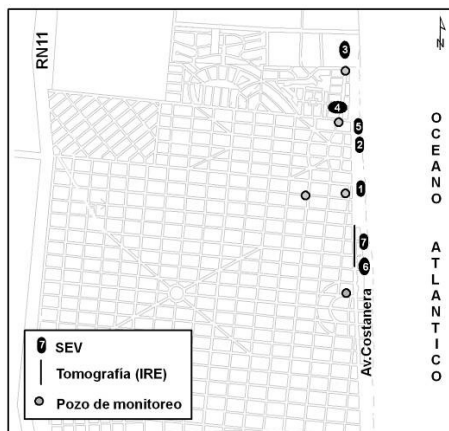 RN11
3
N
4
5
2
1
7
6
OCEANO ATLANTICO
Av.Costanera
7 SEV
Tomografía (IRE)
Pozo de monitoreo